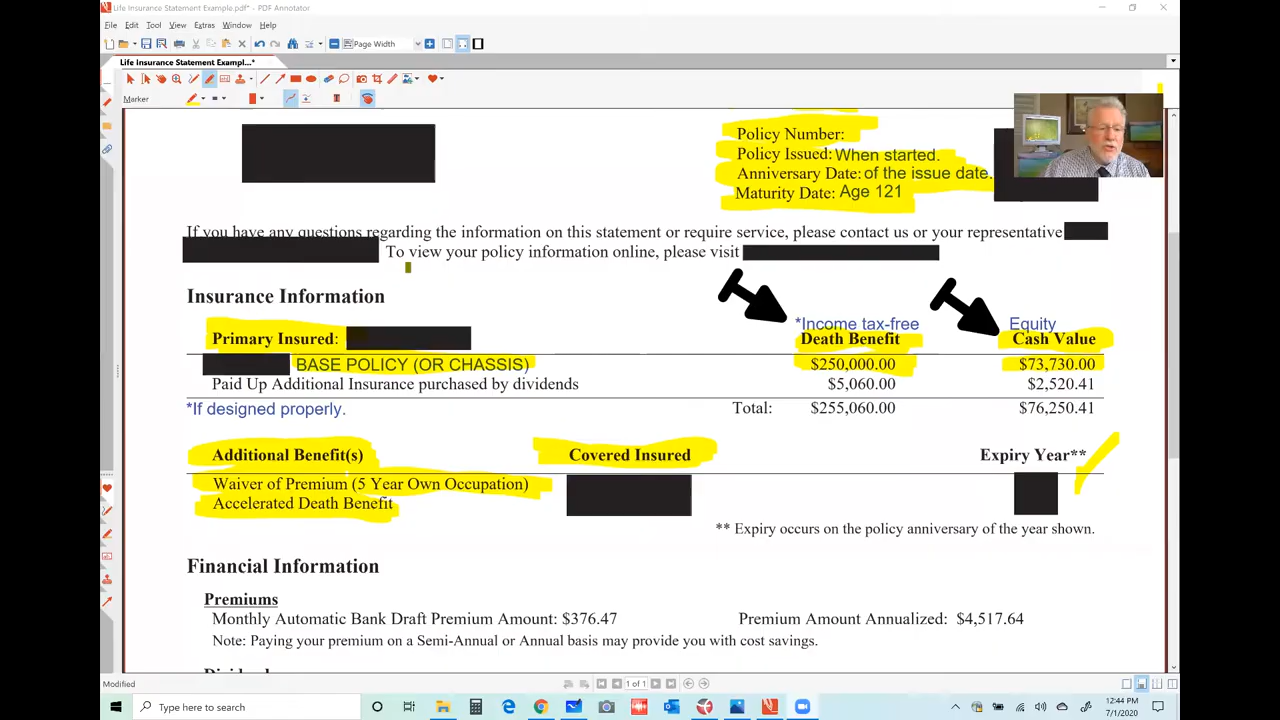 Life Insurance Statement Example.pdf* - PDF Annotator
File Edit Tool View Extras Window Help
Page Width
Life Insurance Statement Exampl...*
Marker
Policy Number:
Policy Issued: When started.
Anniversary Date: of the issue date.
Maturity Date: Age 121
If you have any questions regarding the information on this statement or require service, please contact us or your representative
To view your policy information online, please visit
Insurance Information
*Income tax-free Equity
Primary Insured: Death Benefit Cash Value
BASE POLICY (OR CHASSIS) $250,000.00 $73,730.00
Paid Up Additional Insurance purchased by dividends $5,060.00 $2,520.41
*If designed properly. Total: $255,060.00 $76,250.41
Additional Benefit(s) Covered Insured Expiry Year**
Waiver of Premium (5 Year Own Occupation)
Accelerated Death Benefit
** Expiry occurs on the policy anniversary of the year shown.
Financial Information
Premiums
Monthly Automatic Bank Draft Premium Amount: $376.47 Premium Amount Annualized: $4,517.64
Note: Paying your premium on a Semi-Annual or Annual basis may provide you with cost savings.
Modified 1 of 1
Type here to search 12:44 PM
7/1/2020